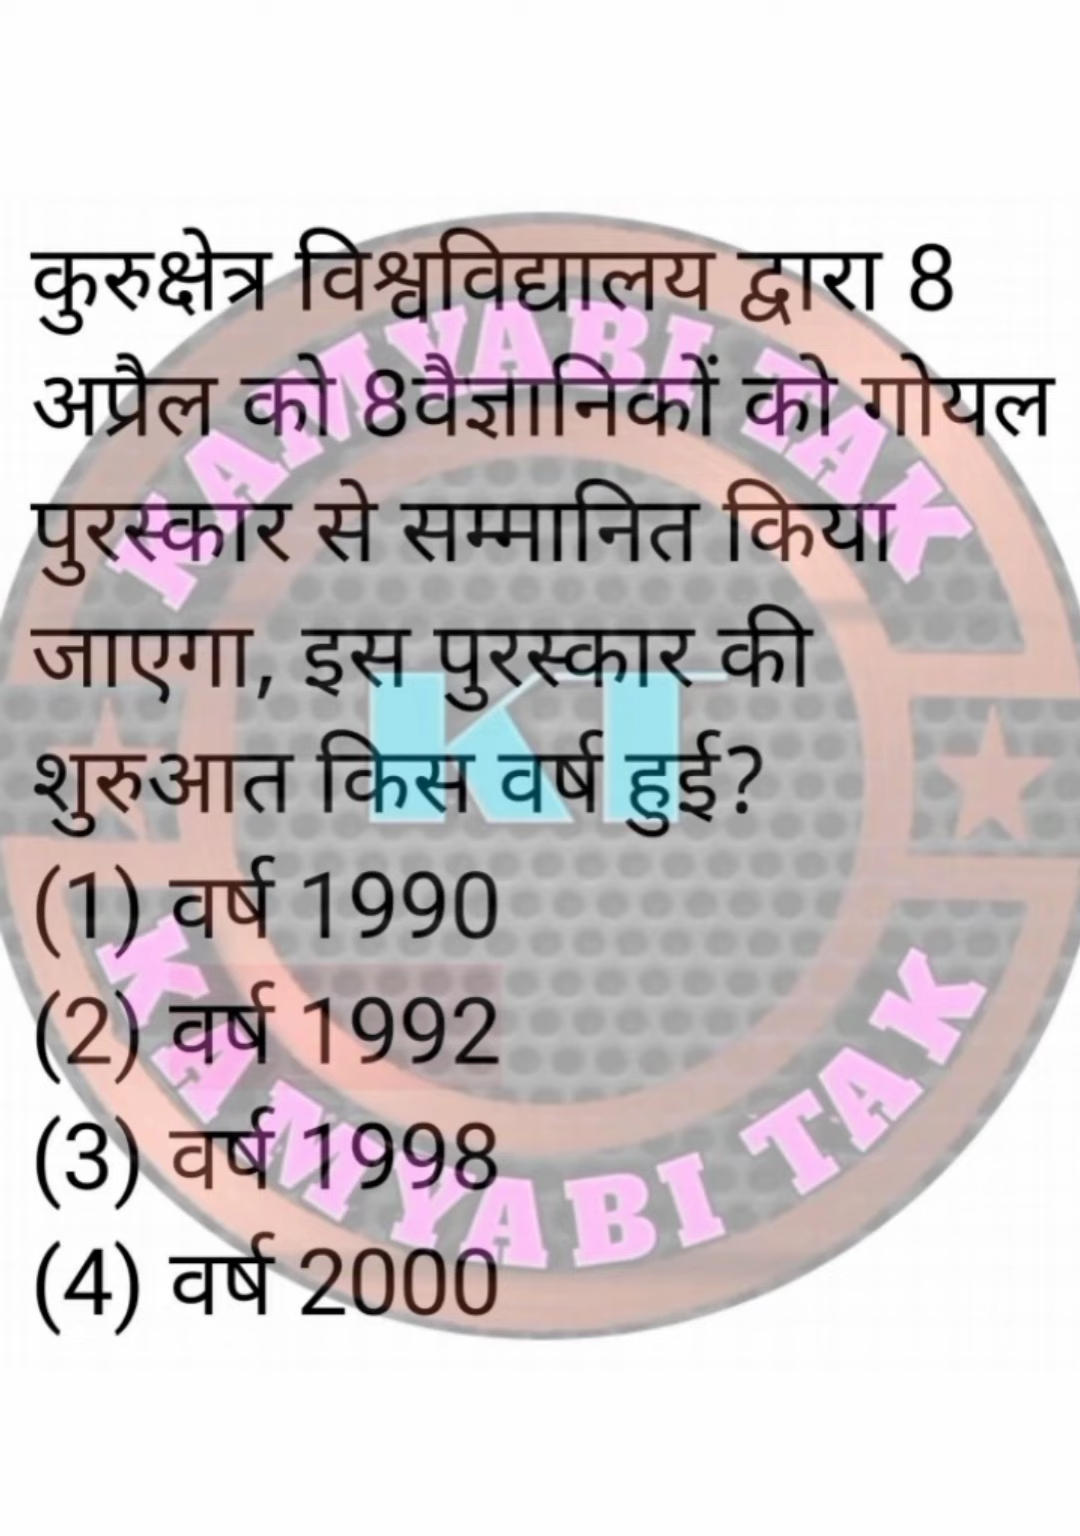 कुरुक्षेत्र विश्वविद्यालय द्वारा 8
अप्रैल को 8वैज्ञानिकों को गोयल
पुरस्कार से सम्मानित किया
जाएगा, इस पुरस्कार की
शुरुआत किस वर्ष हुई?
(1) वर्ष 1990
(2) वर्ष 1992
(3) वर्ष 1998
(4) वर्ष 2000
KAMYABI TAK
KT
KAMYABI TAK